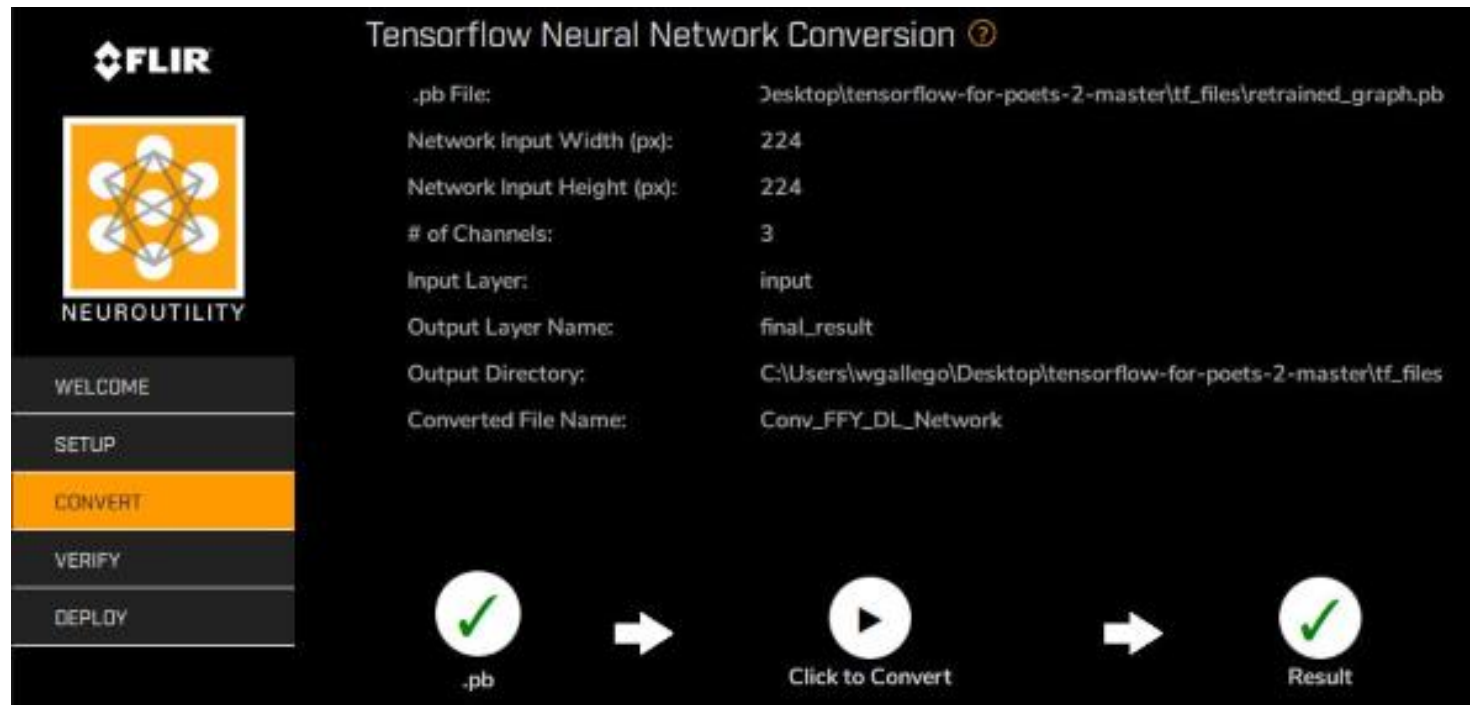 FLIR
NEUROUTILITY
WELCOME
SETUP
CONVERT
VERIFY
DEPLOY
Tensorflow Neural Network Conversion ?
.pb File: Desktop\tensorflow-for-poets-2-master\tf_files\retrained_graph.pb
Network Input Width (px): 224
Network Input Height (px): 224
# of Channels: 3
Input Layer: input
Output Layer Name: final_result
Output Directory: C:\Users\wgallego\Desktop\tensorflow-for-poets-2-master\tf_files
Converted File Name: Conv_FFY_DL_Network
.pb
Click to Convert
Result